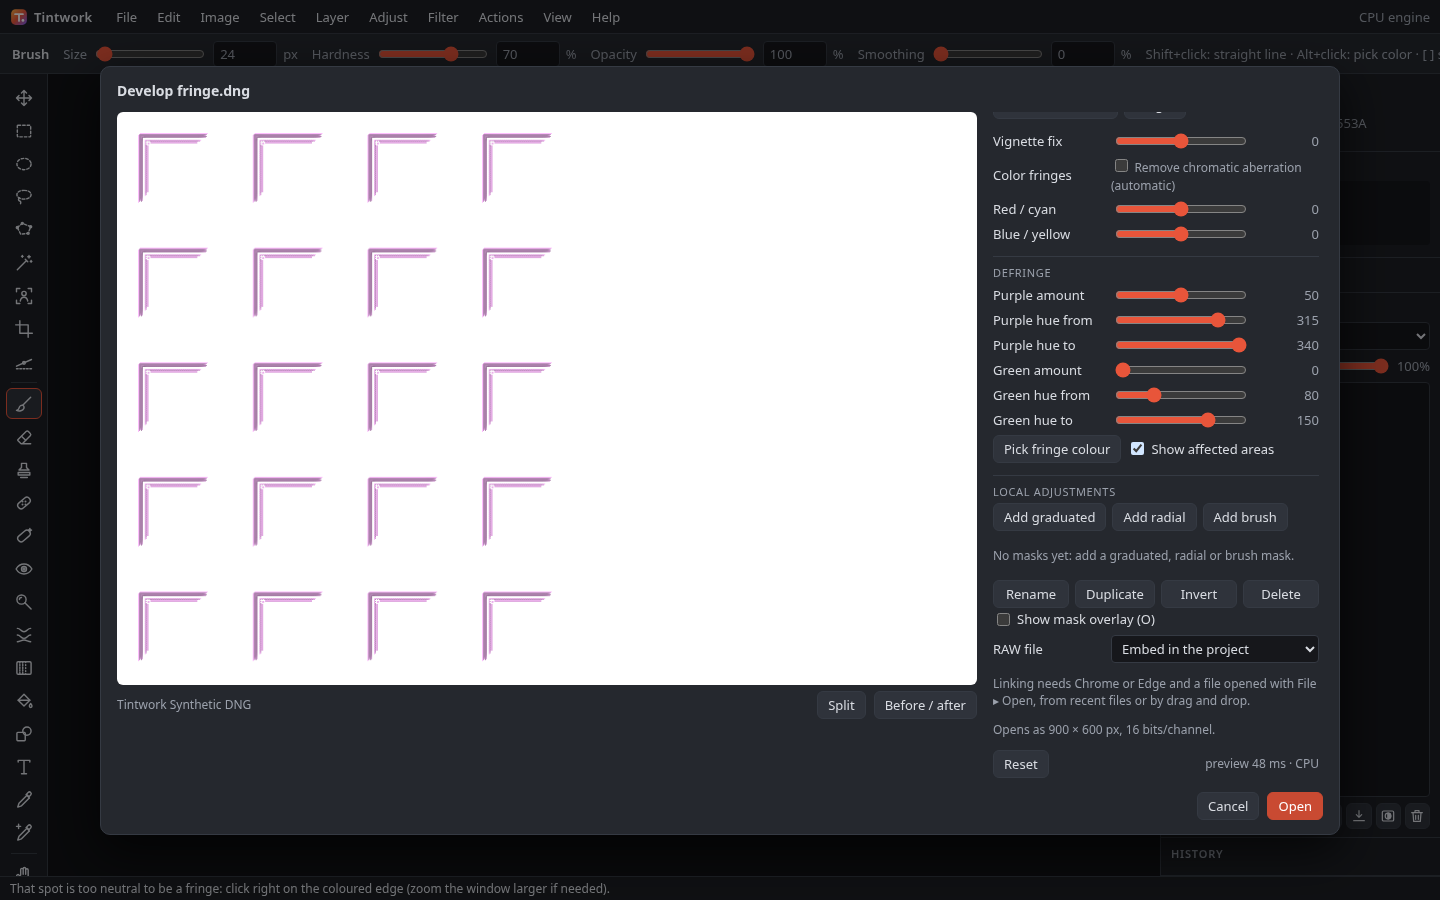 Tintwork File Edit Image Select Layer Adjust Filter Actions View Help CPU engine
Brush Size 24 px Hardness 70 % Opacity 100 % Smoothing 0 % Shift+click: straight line · Alt+click: pick color · [ ]
Develop fringe.dng
553A
Vignette fix 0
Color fringes Remove chromatic aberration
(automatic)
Red / cyan 0
Blue / yellow 0
DEFRINGE
Purple amount 50
Purple hue from 315
Purple hue to 340
Green amount 0
100%
Green hue from 80
Green hue to 150
Pick fringe colour Show affected areas
LOCAL ADJUSTMENTS
Add graduated Add radial Add brush
No masks yet: add a graduated, radial or brush mask.
Rename Duplicate Invert Delete
Show mask overlay (O)
RAW file Embed in the project
Linking needs Chrome or Edge and a file opened with File
▸ Open, from recent files or by drag and drop.
Tintwork Synthetic DNG Split Before / after
Opens as 900 × 600 px, 16 bits/channel.
Reset preview 48 ms · CPU
Cancel Open
HISTORY
That spot is too neutral to be a fringe: click right on the coloured edge (zoom the window larger if needed).